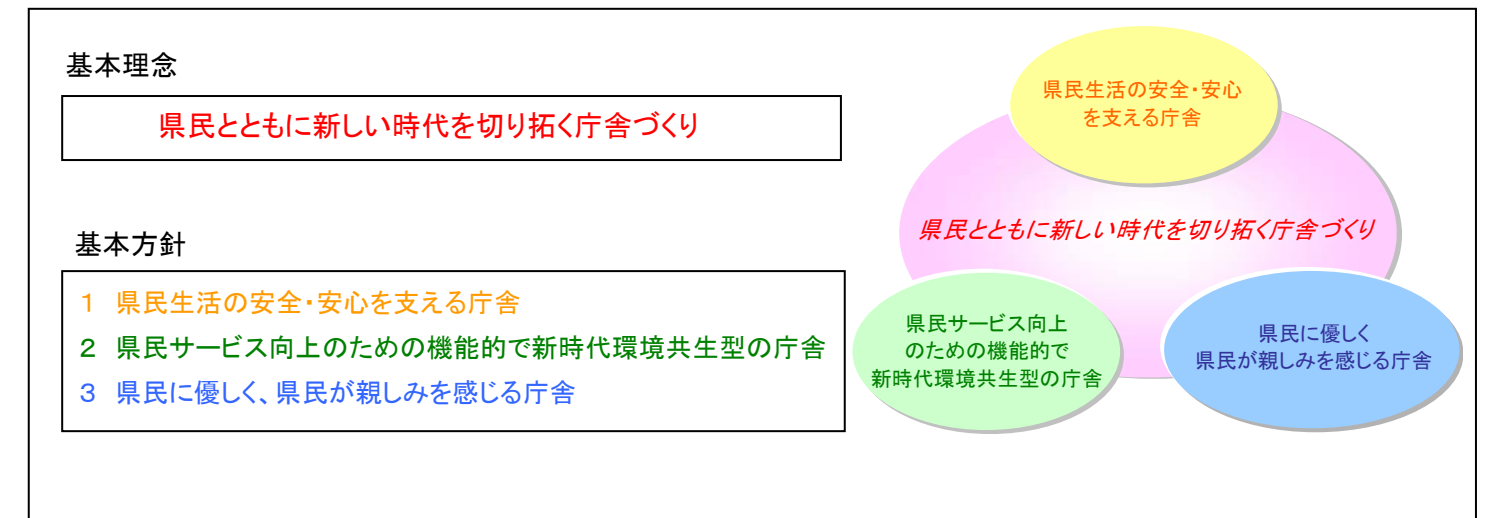 基本理念
県民とともに新しい時代を切り拓く庁舎づくり
基本方針
１ 県民生活の安全・安心を支える庁舎
２ 県民サービス向上のための機能的で新時代環境共生型の庁舎
３ 県民に優しく、県民が親しみを感じる庁舎
県民生活の安全・安心
を支える庁舎
県民とともに新しい時代を切り拓く庁舎づくり
県民サービス向上
のための機能的で
新時代環境共生型の庁舎
県民に優しく
県民が親しみを感じる庁舎